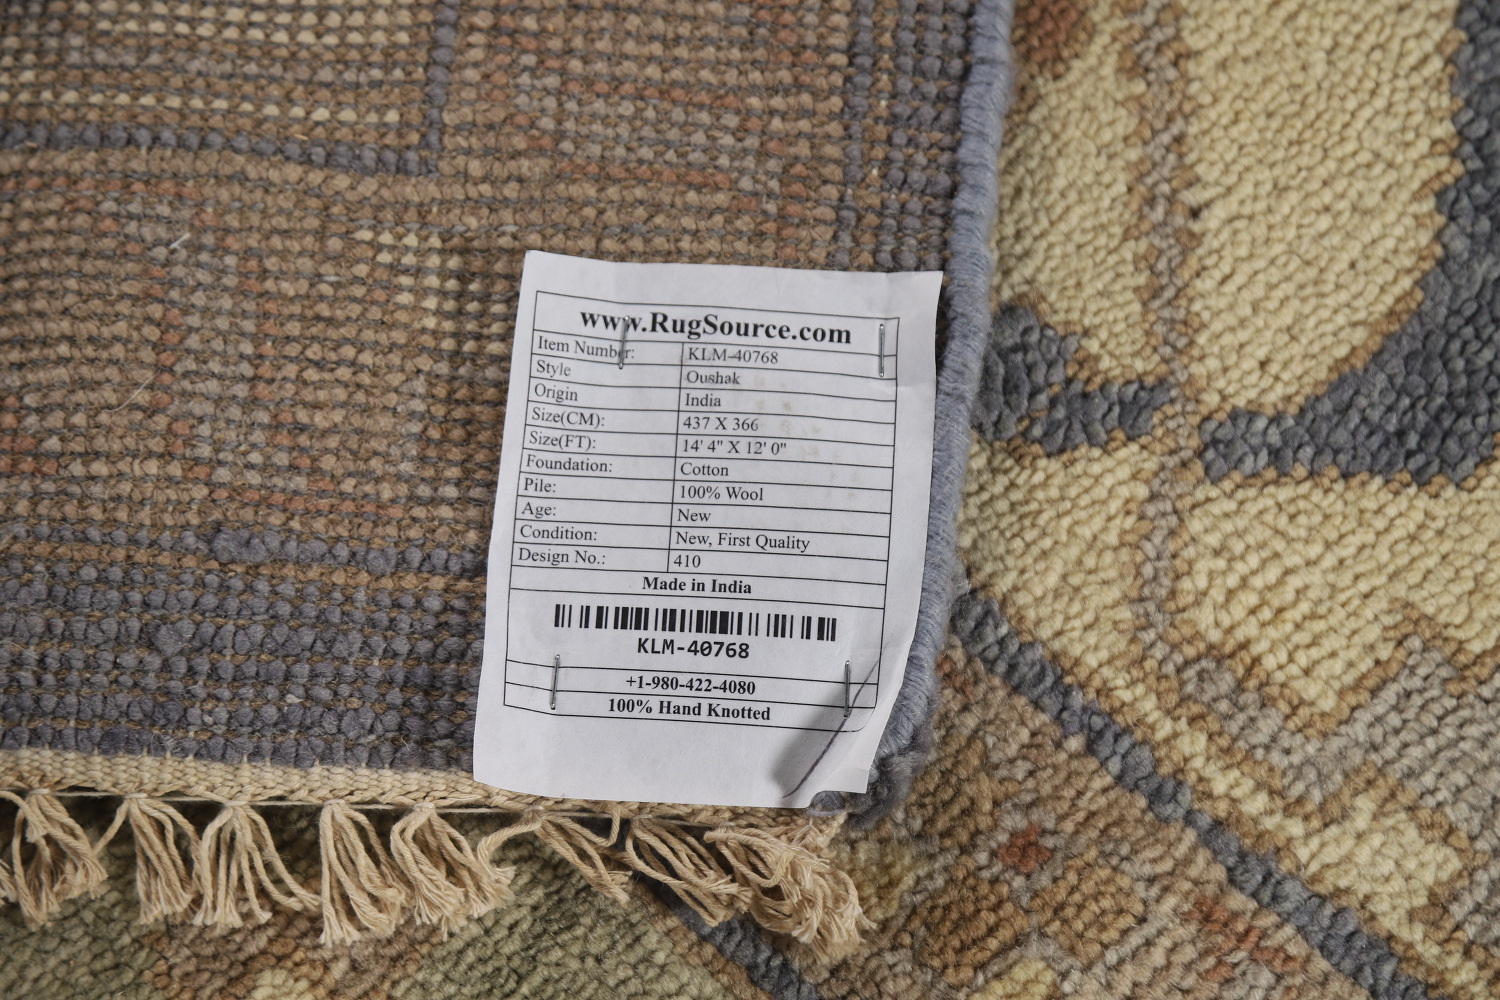 www.RugSource.com
Item Number: KLM-40768
Style Oushak
Origin India
Size(CM): 437 X 366
Size(FT): 14' 4" X 12' 0"
Foundation: Cotton
Pile: 100% Wool
Age: New
Condition: New, First Quality
Design No.: 410
Made in India
KLM-40768
+1-980-422-4080
100% Hand Knotted